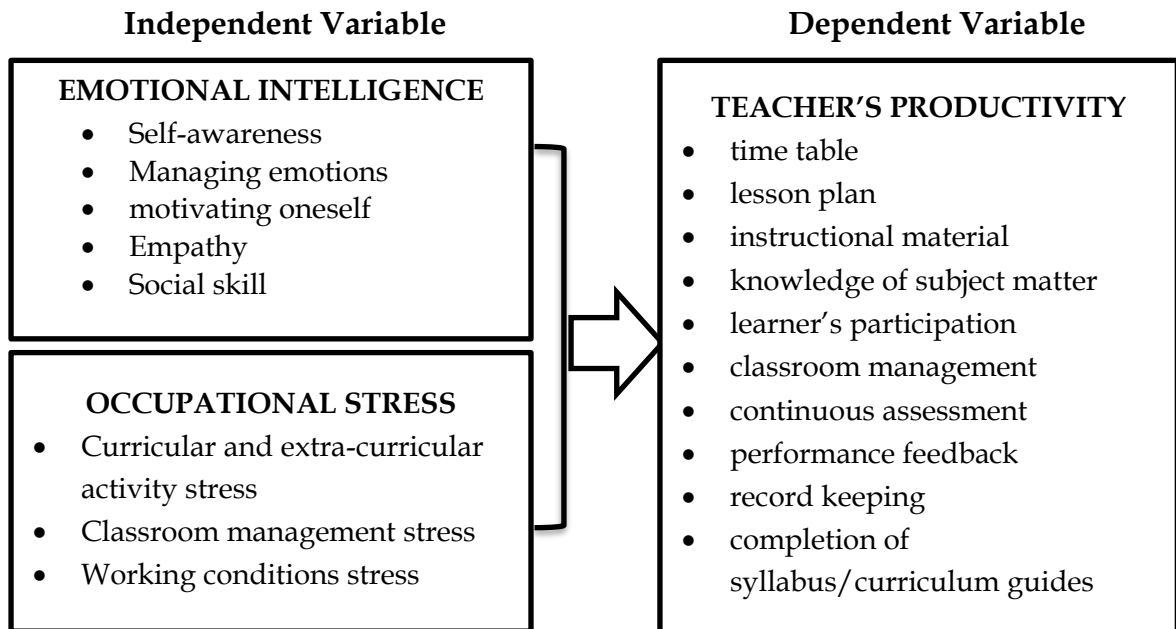 Independent Variable
EMOTIONAL INTELLIGENCE
• Self-awareness
• Managing emotions
• motivating oneself
• Empathy
• Social skill
OCCUPATIONAL STRESS
• Curricular and extra-curricular
activity stress
• Classroom management stress
• Working conditions stress
Dependent Variable
TEACHER’S PRODUCTIVITY
• time table
• lesson plan
• instructional material
• knowledge of subject matter
• learner’s participation
• classroom management
• continuous assessment
• performance feedback
• record keeping
• completion of
syllabus/curriculum guides